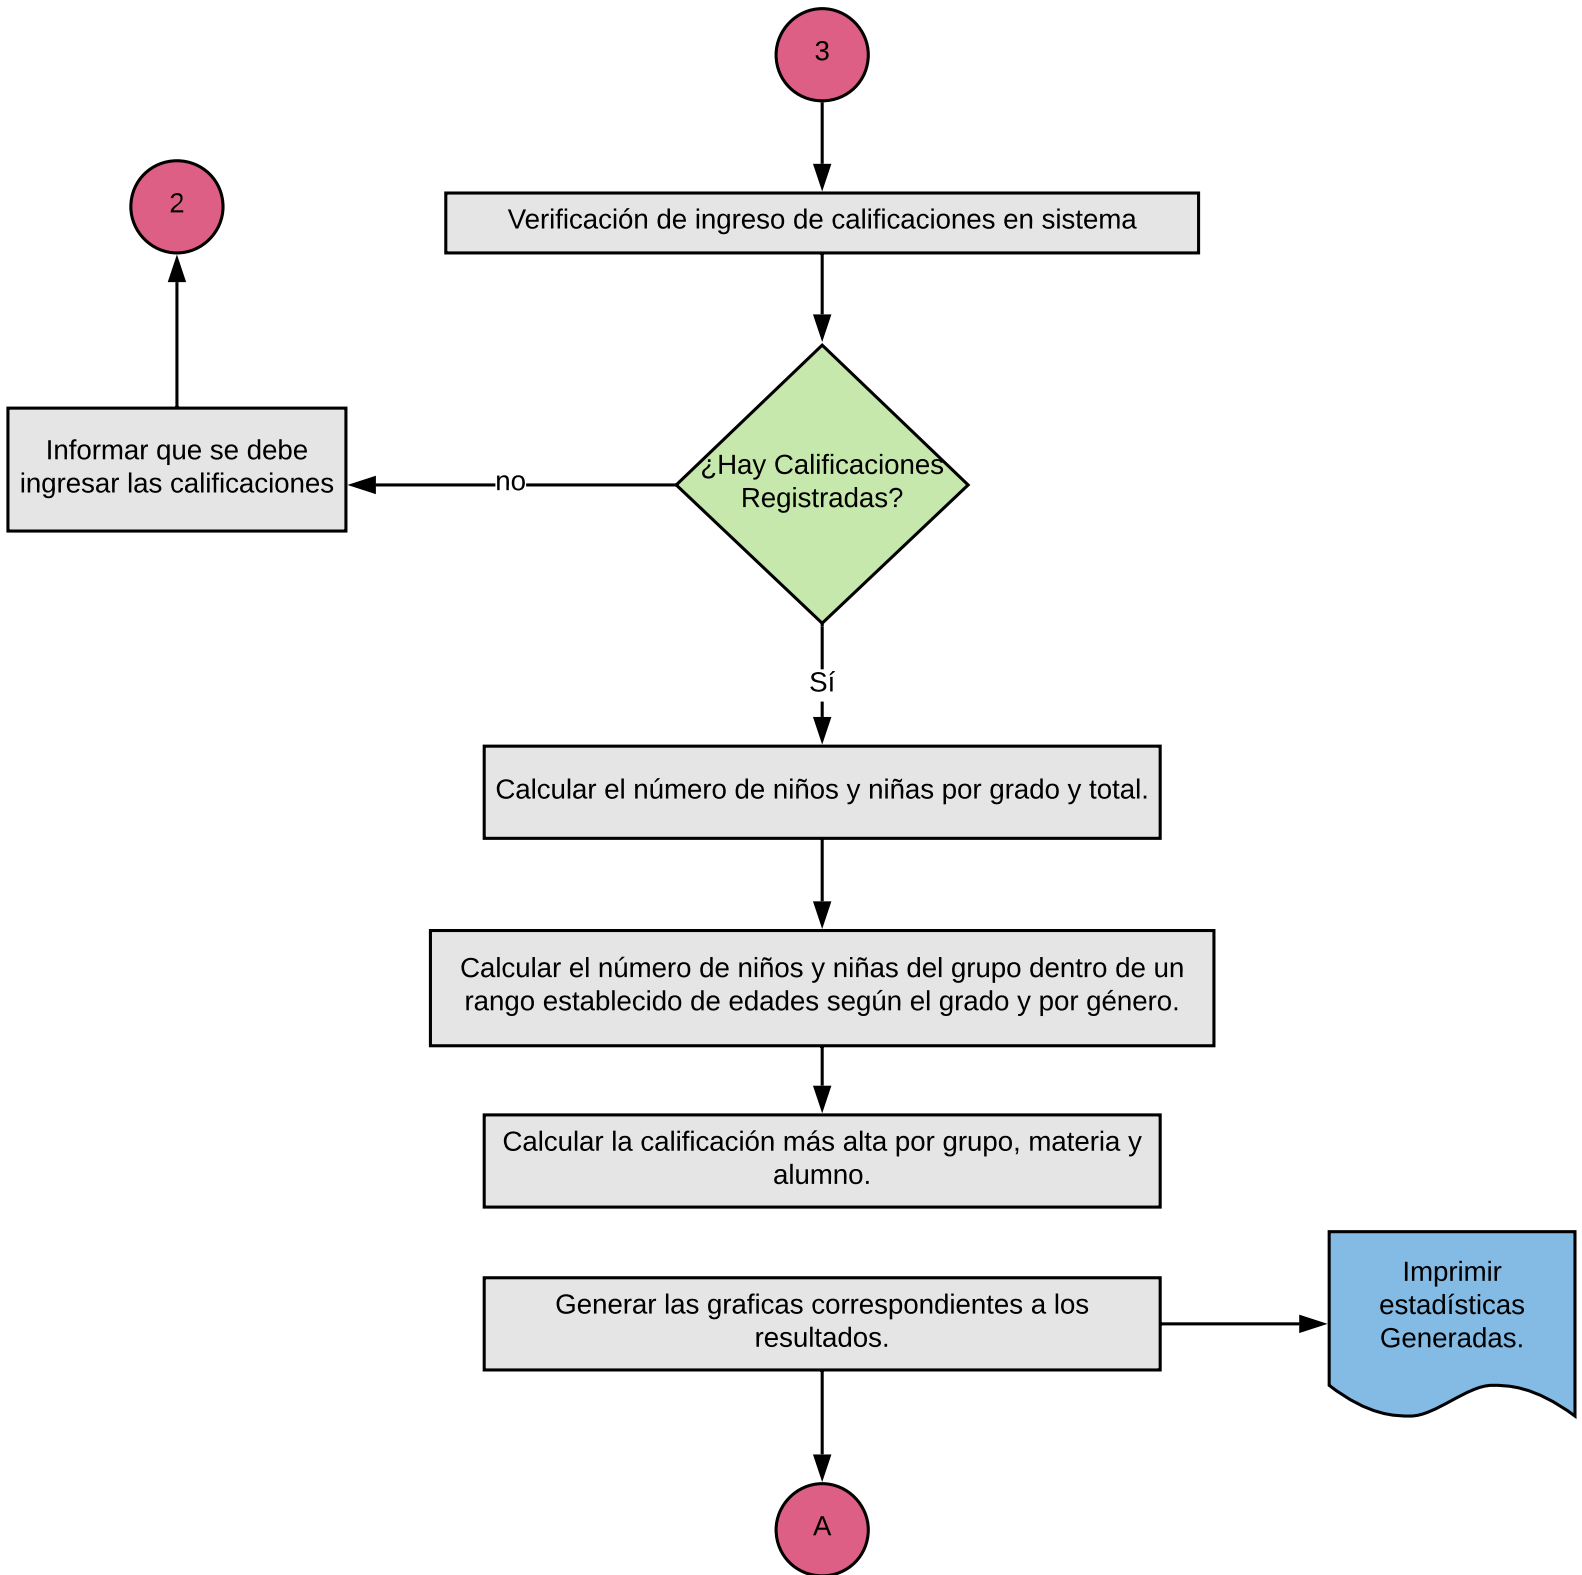 3
2
Verificación de ingreso de calificaciones en sistema
¿Hay Calificaciones
Registradas?
no
Informar que se debe
ingresar las calificaciones
Sí
Calcular el número de niños y niñas por grado y total.
Calcular el número de niños y niñas del grupo dentro de un
rango establecido de edades según el grado y por género.
Calcular la calificación más alta por grupo, materia y
alumno.
Generar las graficas correspondientes a los
resultados.
Imprimir
estadísticas
Generadas.
A